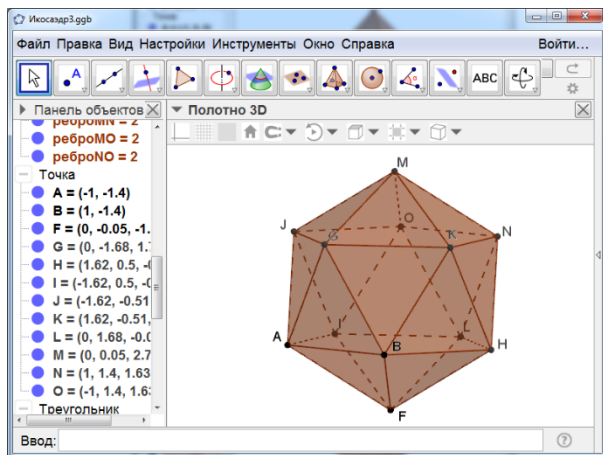 Икосаэдр3.ggb
Файл Правка Вид Настройки Инструменты Окно Справка Войти...
A
ABC
Панель объектов
Полотно 3D
реброMN = 2
реброMO = 2
реброNO = 2
Точка
A = (-1, -1.4)
B = (1, -1.4)
F = (0, -0.05, -1.
G = (0, -1.68, 1.
H = (1.62, 0.5, -
I = (-1.62, 0.5, -0
J = (-1.62, -0.51
K = (1.62, -0.51,
L = (0, 1.68, -0.0
M = (0, 0.05, 2.7
N = (1, 1.4, 1.63
O = (-1, 1.4, 1.6
Треугольник
M
J
G
O
K
N
A
I
B
L
H
F
Ввод: